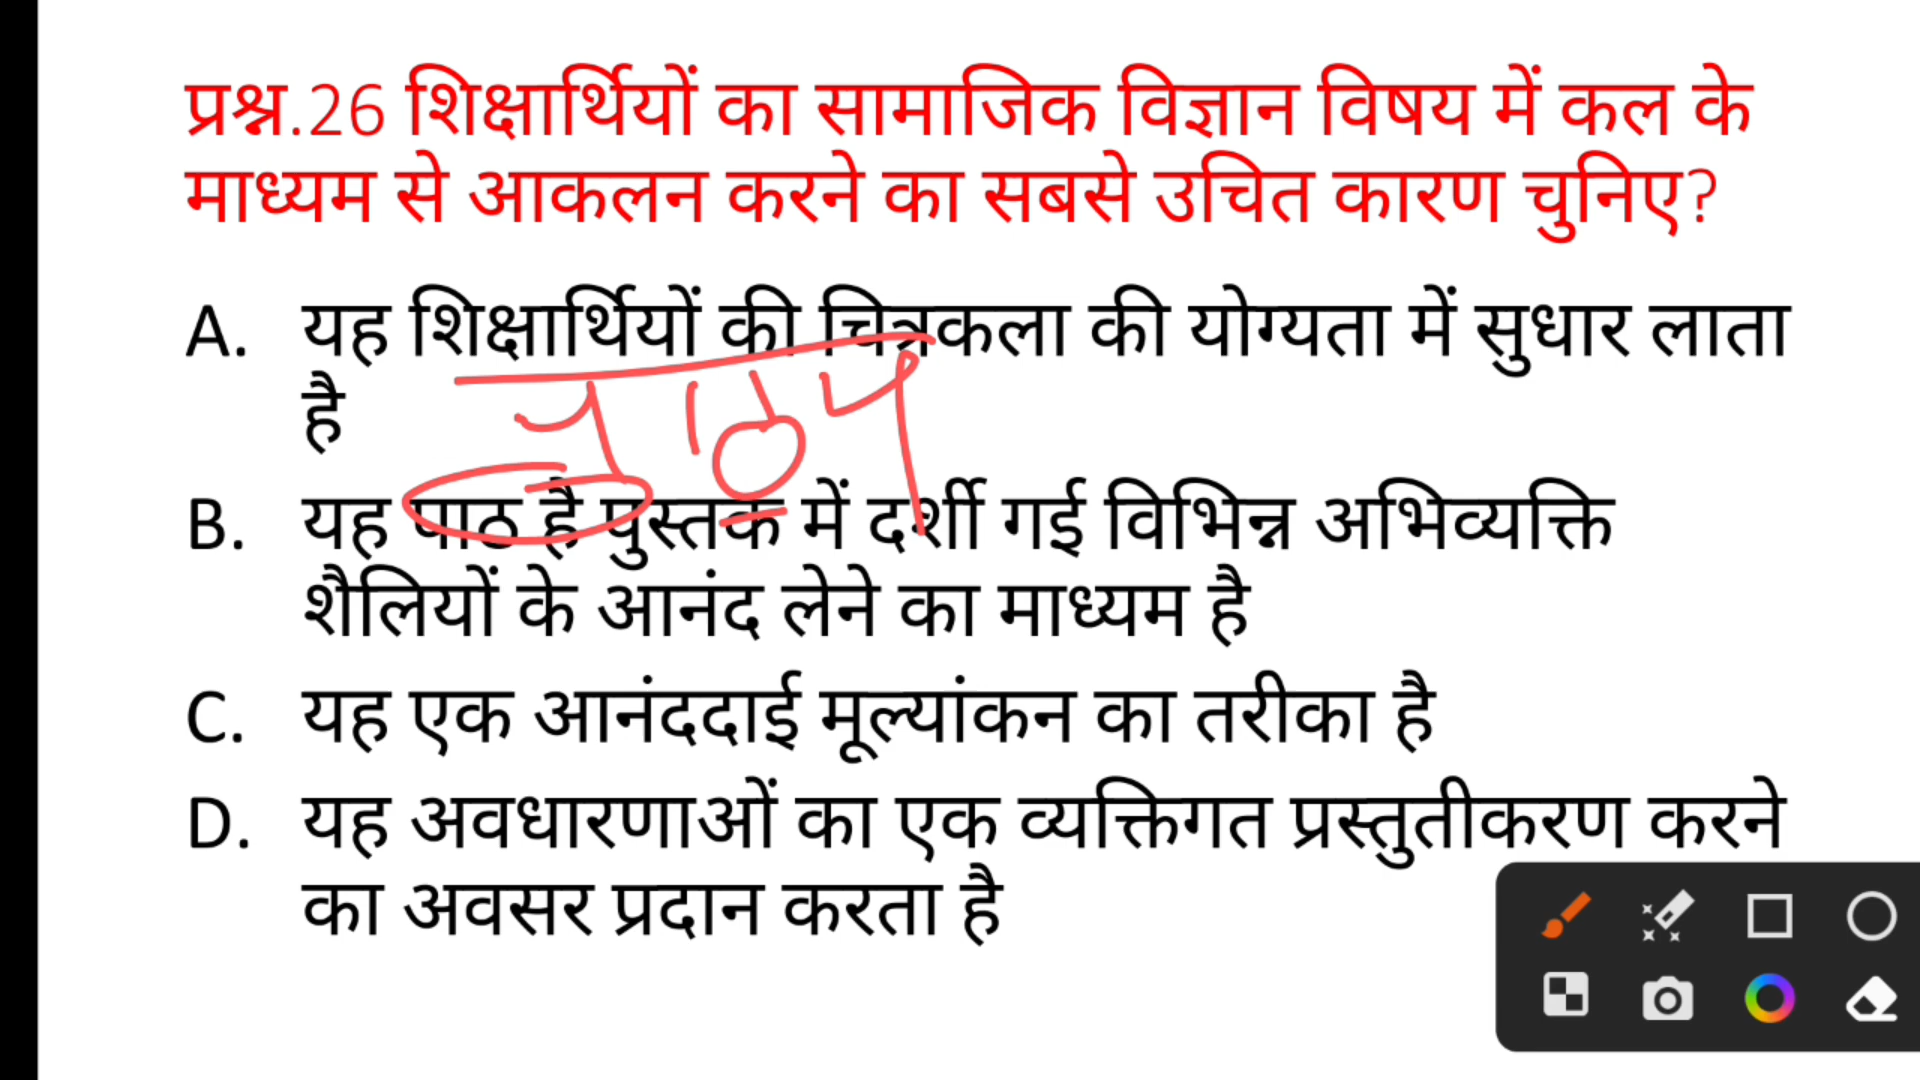 प्रश्न.26 शिक्षार्थियों का सामाजिक विज्ञान विषय में कल के
माध्यम से आकलन करने का सबसे उचित कारण चुनिए?
A. यह शिक्षार्थियों की चित्रकला की योग्यता में सुधार लाता
है
पाठ्य
B. यह पाठ है पुस्तक में दर्शी गई विभिन्न अभिव्यक्ति
शैलियों के आनंद लेने का माध्यम है
C. यह एक आनंददाई मूल्यांकन का तरीका है
D. यह अवधारणाओं का एक व्यक्तिगत प्रस्तुतीकरण करने
का अवसर प्रदान करता है